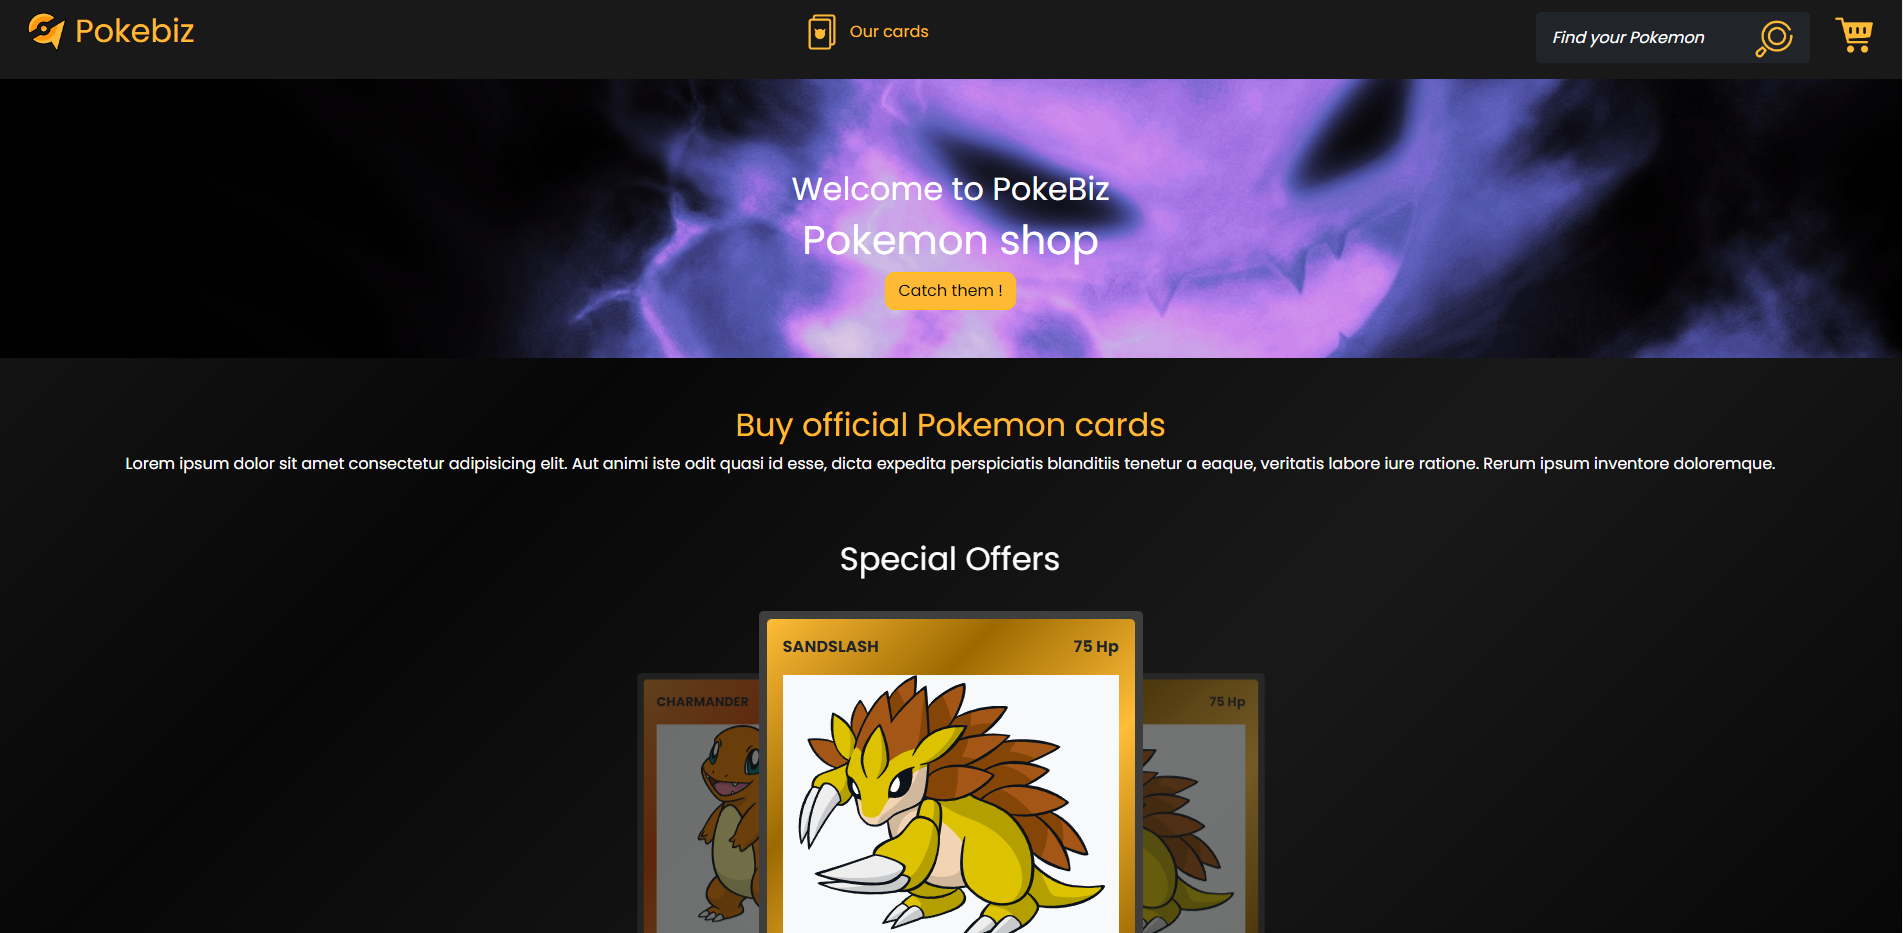 Pokebiz
Our cards
Find your Pokemon
Welcome to PokeBiz
Pokemon shop
Catch them !
Buy official Pokemon cards
Lorem ipsum dolor sit amet consectetur adipisicing elit. Aut animi iste odit quasi id esse, dicta expedita perspiciatis blanditiis tenetur a eaque, veritatis labore iure ratione. Rerum ipsum inventore doloremque.
Special Offers
SANDSLASH 75 Hp
CHARMANDER
75 Hp